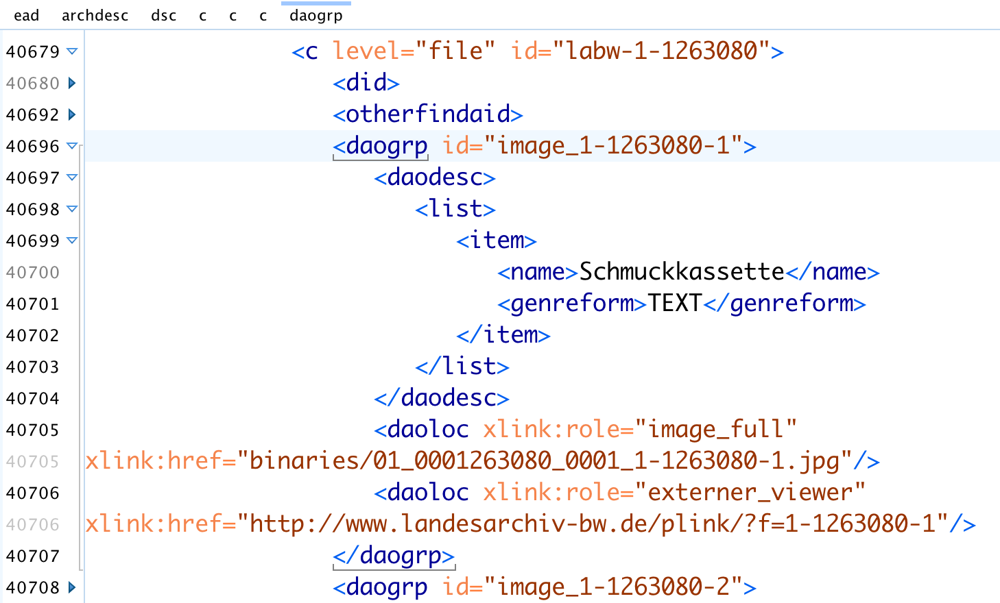 ead archdesc dsc c c c daogrp
40679 <c level="file" id="labw-1-1263080">
40680 <did>
40692 <otherfindaid>
40696 <daogrp id="image_1-1263080-1">
40697 <daodesc>
40698 <list>
40699 <item>
40700 <name>Schmuckkassette</name>
40701 <genreform>TEXT</genreform>
40702 </item>
40703 </list>
40704 </daodesc>
40705 <daoloc xlink:role="image_full"
40705 xlink:href="binaries/01_0001263080_0001_1-1263080-1.jpg"/>
40706 <daoloc xlink:role="externer_viewer"
40706 xlink:href="http://www.landesarchiv-bw.de/plink/?f=1-1263080-1"/>
40707 </daogrp>
40708 <daogrp id="image_1-1263080-2">